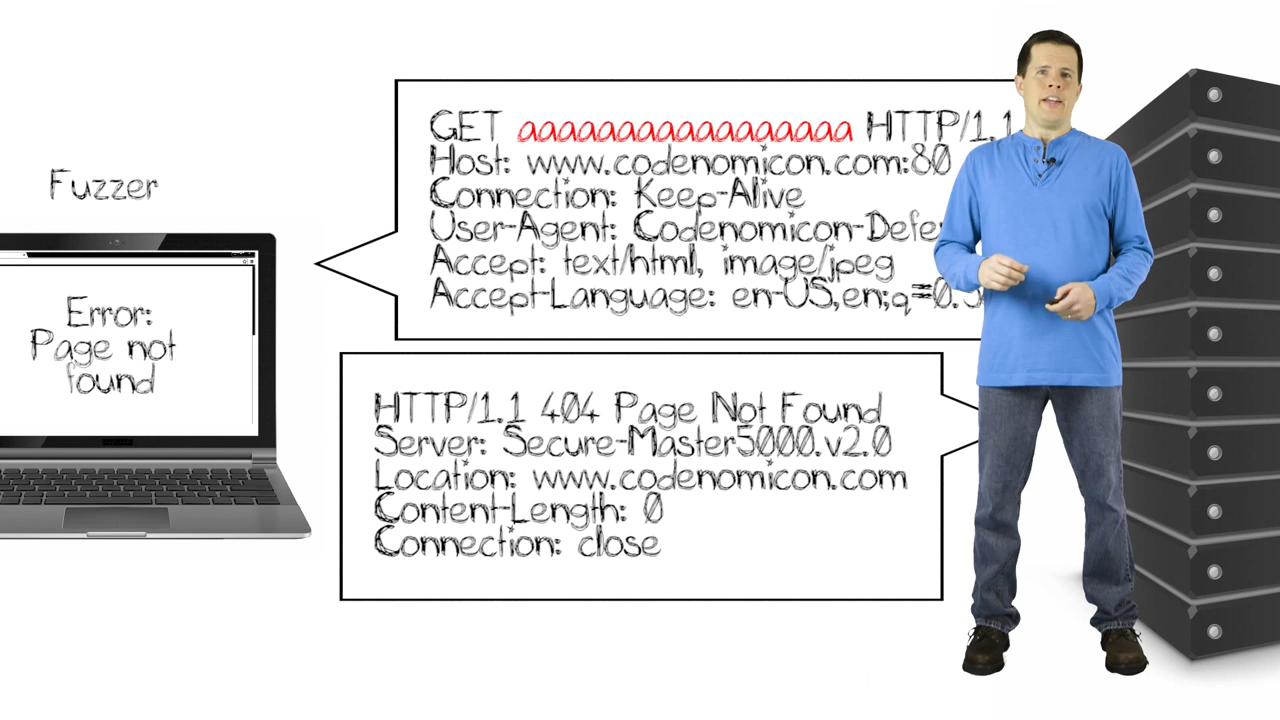 Fuzzer
Error:
Page not
found
GET aaaaaaaaaaaaaaaaa HTTP/1.1
Host: www.codenomicon.com:80
Connection: Keep-Alive
User-Agent: Codenomicon-Defe
Accept: text/html, image/jpeg
Accept-Language: en-US,en;q=0.5
HTTP/1.1 404 Page Not Found
Server: Secure-Master5000.v2.0
Location: www.codenomicon.com
Content-Length: 0
Connection: close